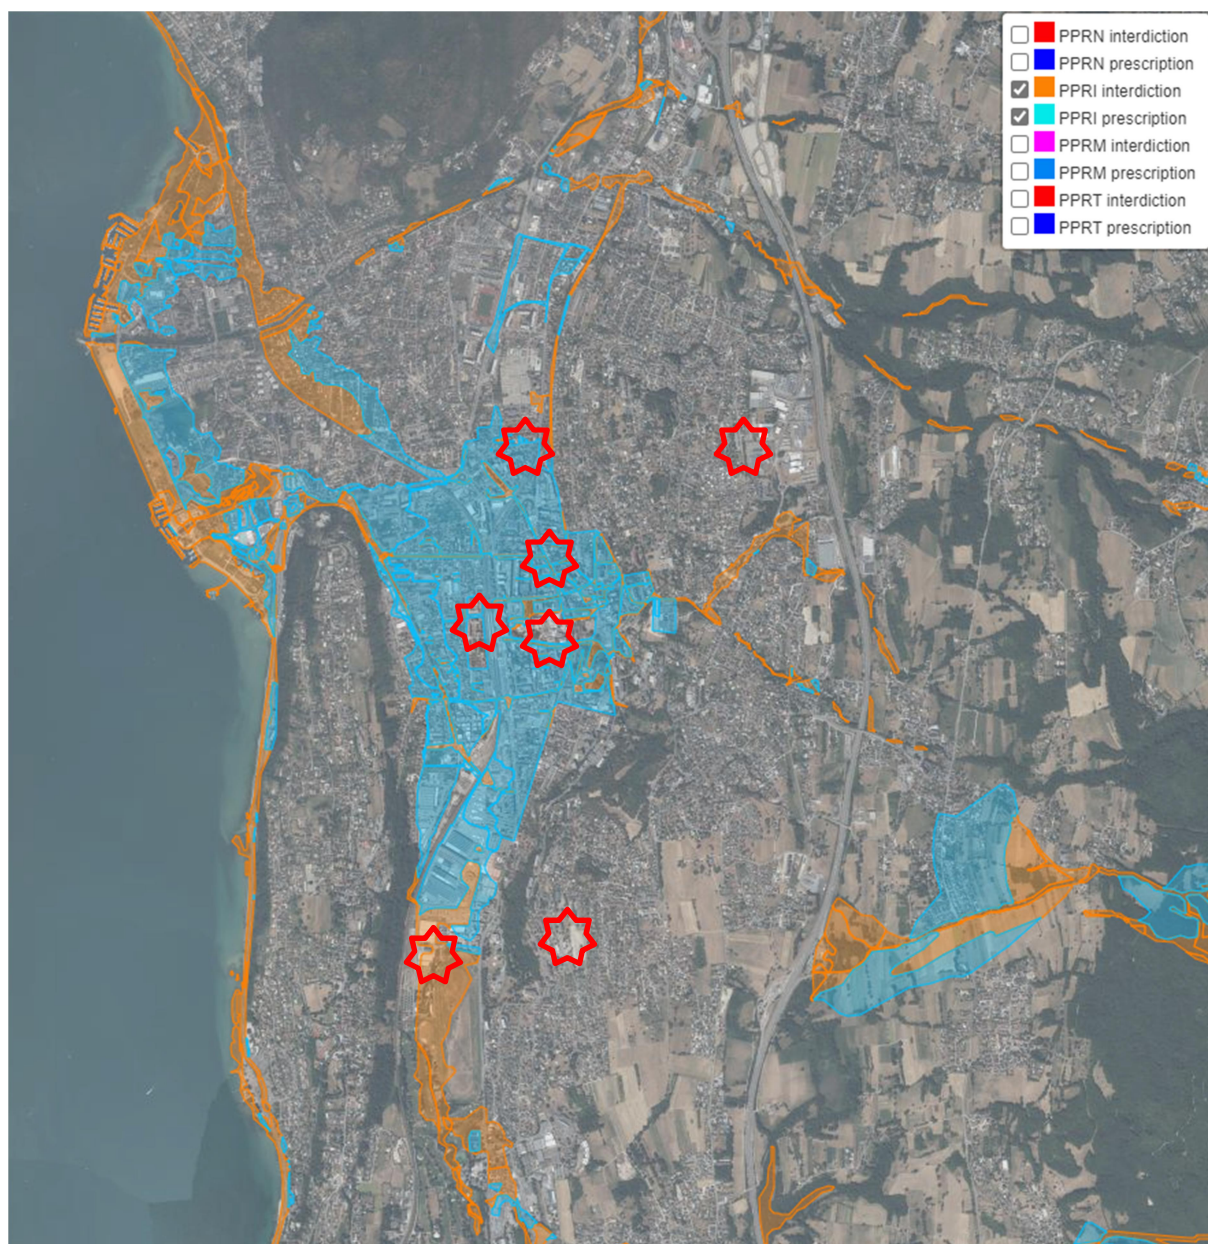 PPRN interdiction
PPRN prescription
PPRI interdiction
PPRI prescription
PPRM interdiction
PPRM prescription
PPRT interdiction
PPRT prescription